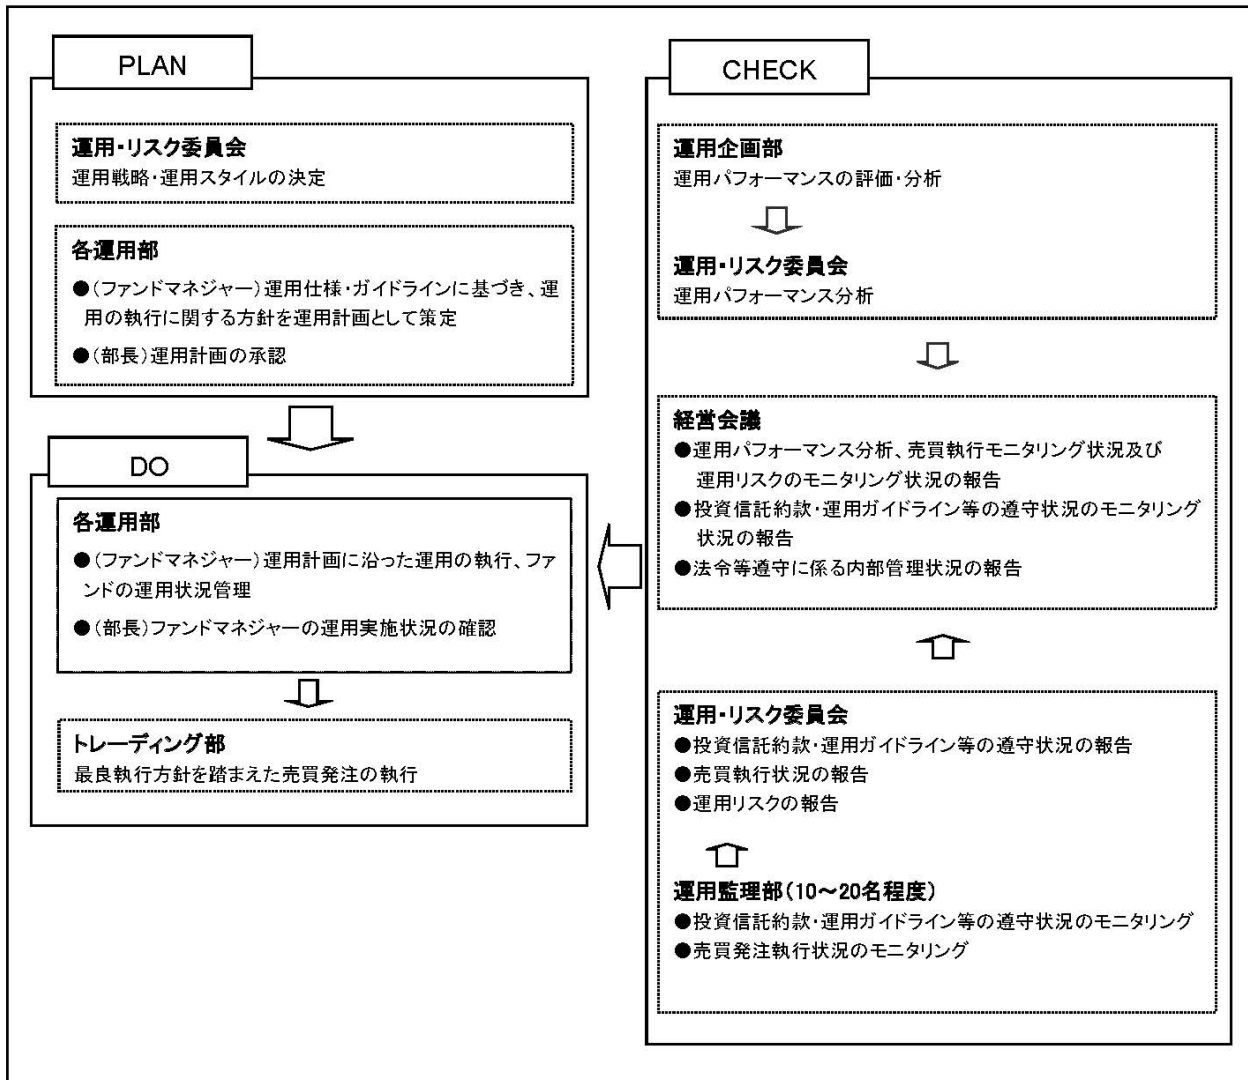 PLAN
運用・リスク委員会
運用戦略・運用スタイルの決定
各運用部
●(ファンドマネジャー)運用仕様・ガイドラインに基づき、運
用の執行に関する方針を運用計画として策定
●(部長)運用計画の承認
DO
各運用部
●(ファンドマネジャー)運用計画に沿った運用の執行、ファ
ンドの運用状況管理
●(部長)ファンドマネジャーの運用実施状況の確認
トレーディング部
最良執行方針を踏まえた売買発注の執行
CHECK
運用企画部
運用パフォーマンスの評価・分析
運用・リスク委員会
運用パフォーマンス分析
経営会議
●運用パフォーマンス分析、売買執行モニタリング状況及び
運用リスクのモニタリング状況の報告
●投資信託約款・運用ガイドライン等の遵守状況のモニタリング
状況の報告
●法令等遵守に係る内部管理状況の報告
運用・リスク委員会
●投資信託約款・運用ガイドライン等の遵守状況の報告
●売買執行状況の報告
●運用リスクの報告
運用監理部(10~20名程度)
●投資信託約款・運用ガイドライン等の遵守状況のモニタリング
●売買発注執行状況のモニタリング